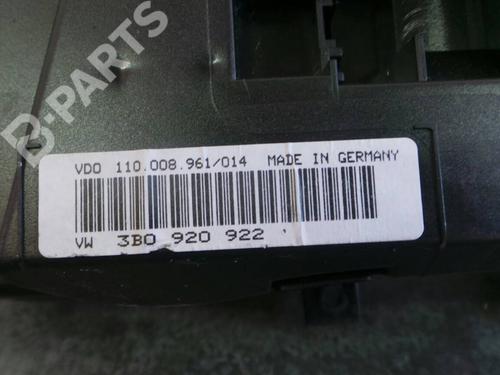 B-PARTS
VDO 110.008.961/014 MADE IN GERMANY
VW 3B0 920 922